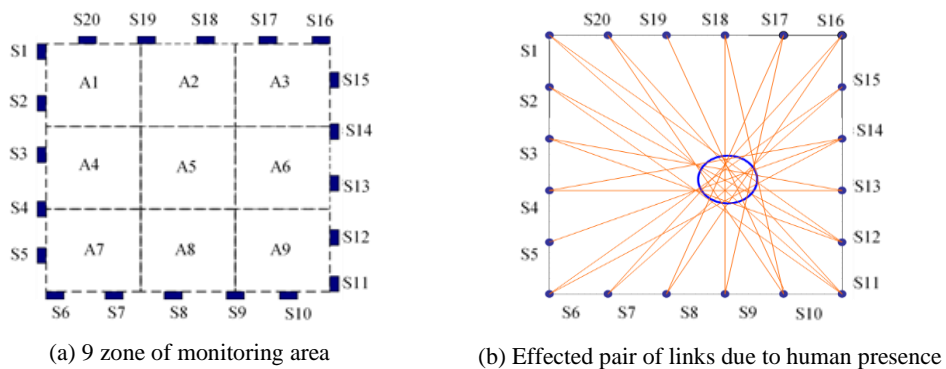 S20 S19 S18 S17 S16
S1
S2
S3
S4
S5
A1 A2 A3
A4 A5 A6
A7 A8 A9
S15
S14
S13
S12
S11
S6 S7 S8 S9 S10
(a) 9 zone of monitoring area
S20 S19 S18 S17 S16
S1
S2
S3
S4
S5
S15
S14
S13
S12
S11
S6 S7 S8 S9 S10
(b) Effected pair of links due to human presence